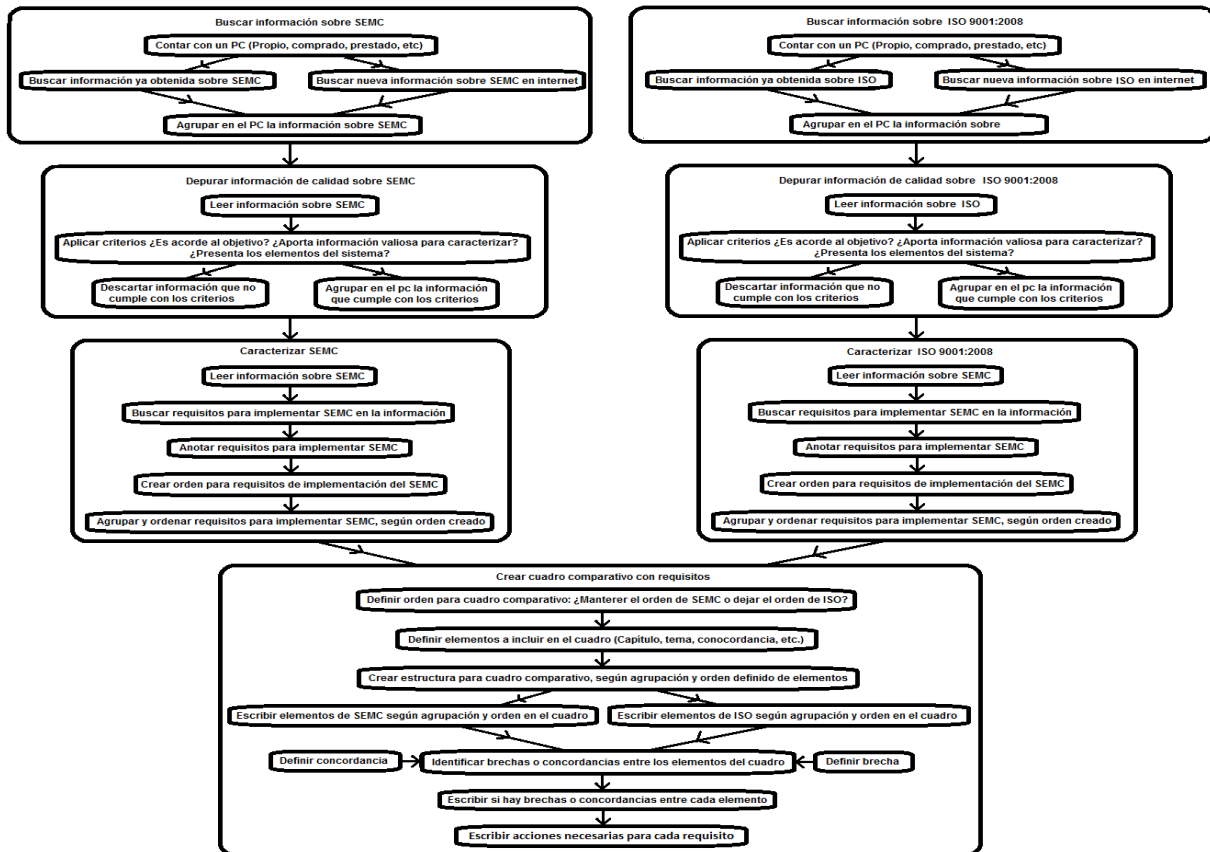 Buscar información sobre SEMC
Contar con un PC (Propio, comprado, prestado, etc)
Buscar información ya obtenida sobre SEMC
Buscar nueva información sobre SEMC en internet
Agrupar en el PC la información sobre SEMC
Depurar información de calidad sobre SEMC
Leer información sobre SEMC
Aplicar criterios ¿Es acorde al objetivo? ¿Aporta información valiosa para caracterizar?
¿Presenta los elementos del sistema?
Descartar información que no
cumple con los criterios
Agrupar en el pc la información
que cumple con los criterios
Caracterizar SEMC
Leer información sobre SEMC
Buscar requisitos para implementar SEMC en la información
Anotar requisitos para implementar SEMC
Crear orden para requisitos de implementación del SEMC
Agrupar y ordenar requisitos para implementar SEMC, según orden creado
Buscar información sobre ISO 9001:2008
Contar con un PC (Propio, comprado, prestado, etc)
Buscar información ya obtenida sobre ISO
Buscar nueva información sobre ISO en internet
Agrupar en el PC la información sobre
Depurar información de calidad sobre ISO 9001:2008
Leer información sobre ISO
Aplicar criterios ¿Es acorde al objetivo? ¿Aporta información valiosa para caracterizar?
¿Presenta los elementos del sistema?
Descartar información que no
cumple con los criterios
Agrupar en el pc la información
que cumple con los criterios
Caracterizar ISO 9001:2008
Leer información sobre SEMC
Buscar requisitos para implementar SEMC en la información
Anotar requisitos para implementar SEMC
Crear orden para requisitos de implementación del SEMC
Agrupar y ordenar requisitos para implementar SEMC, según orden creado
Crear cuadro comparativo con requisitos
Definir orden para cuadro comparativo: ¿Manterer el orden de SEMC o dejar el orden de ISO?
Definir elementos a incluir en el cuadro (Capítulo, tema, conocordancia, etc.)
Crear estructura para cuadro comparativo, según agrupación y orden definido de elementos
Escribir elementos de SEMC según agrupación y orden en el cuadro
Escribir elementos de ISO según agrupación y orden en el cuadro
Definir concordancia
Identificar brechas o concordancias entre los elementos del cuadro
Definir brecha
Escribir si hay brechas o concordancias entre cada elemento
Escribir acciones necesarias para cada requisito